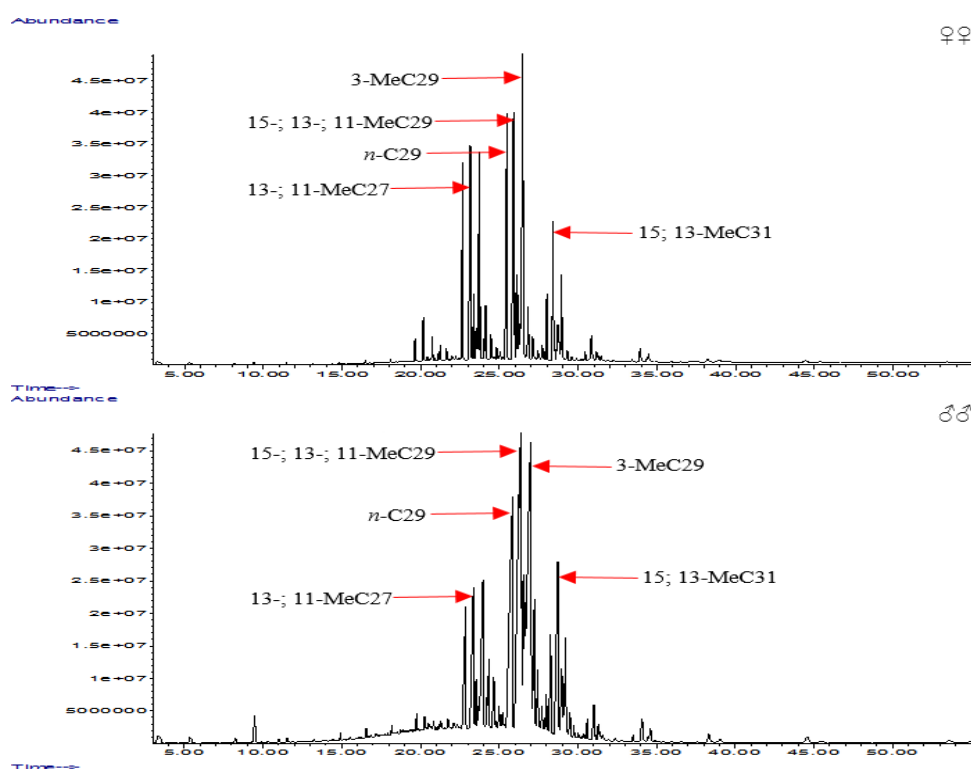 Abundance
♀♀
4.5e+07
3-MeC29
4e+07
15-; 13-; 11-MeC29
3.5e+07
n-C29
3e+07
13-; 11-MeC27
2.5e+07
15; 13-MeC31
2e+07
1.5e+07
1e+07
5000000
5.00 10.00 15.00 20.00 25.00 30.00 35.00 40.00 45.00 50.00
Time-->
Abundance
♂♂
4.5e+07
15-; 13-; 11-MeC29
3-MeC29
4e+07
3.5e+07
n-C29
3e+07
2.5e+07
15; 13-MeC31
13-; 11-MeC27
2e+07
1.5e+07
1e+07
5000000
5.00 10.00 15.00 20.00 25.00 30.00 35.00 40.00 45.00 50.00
Time-->